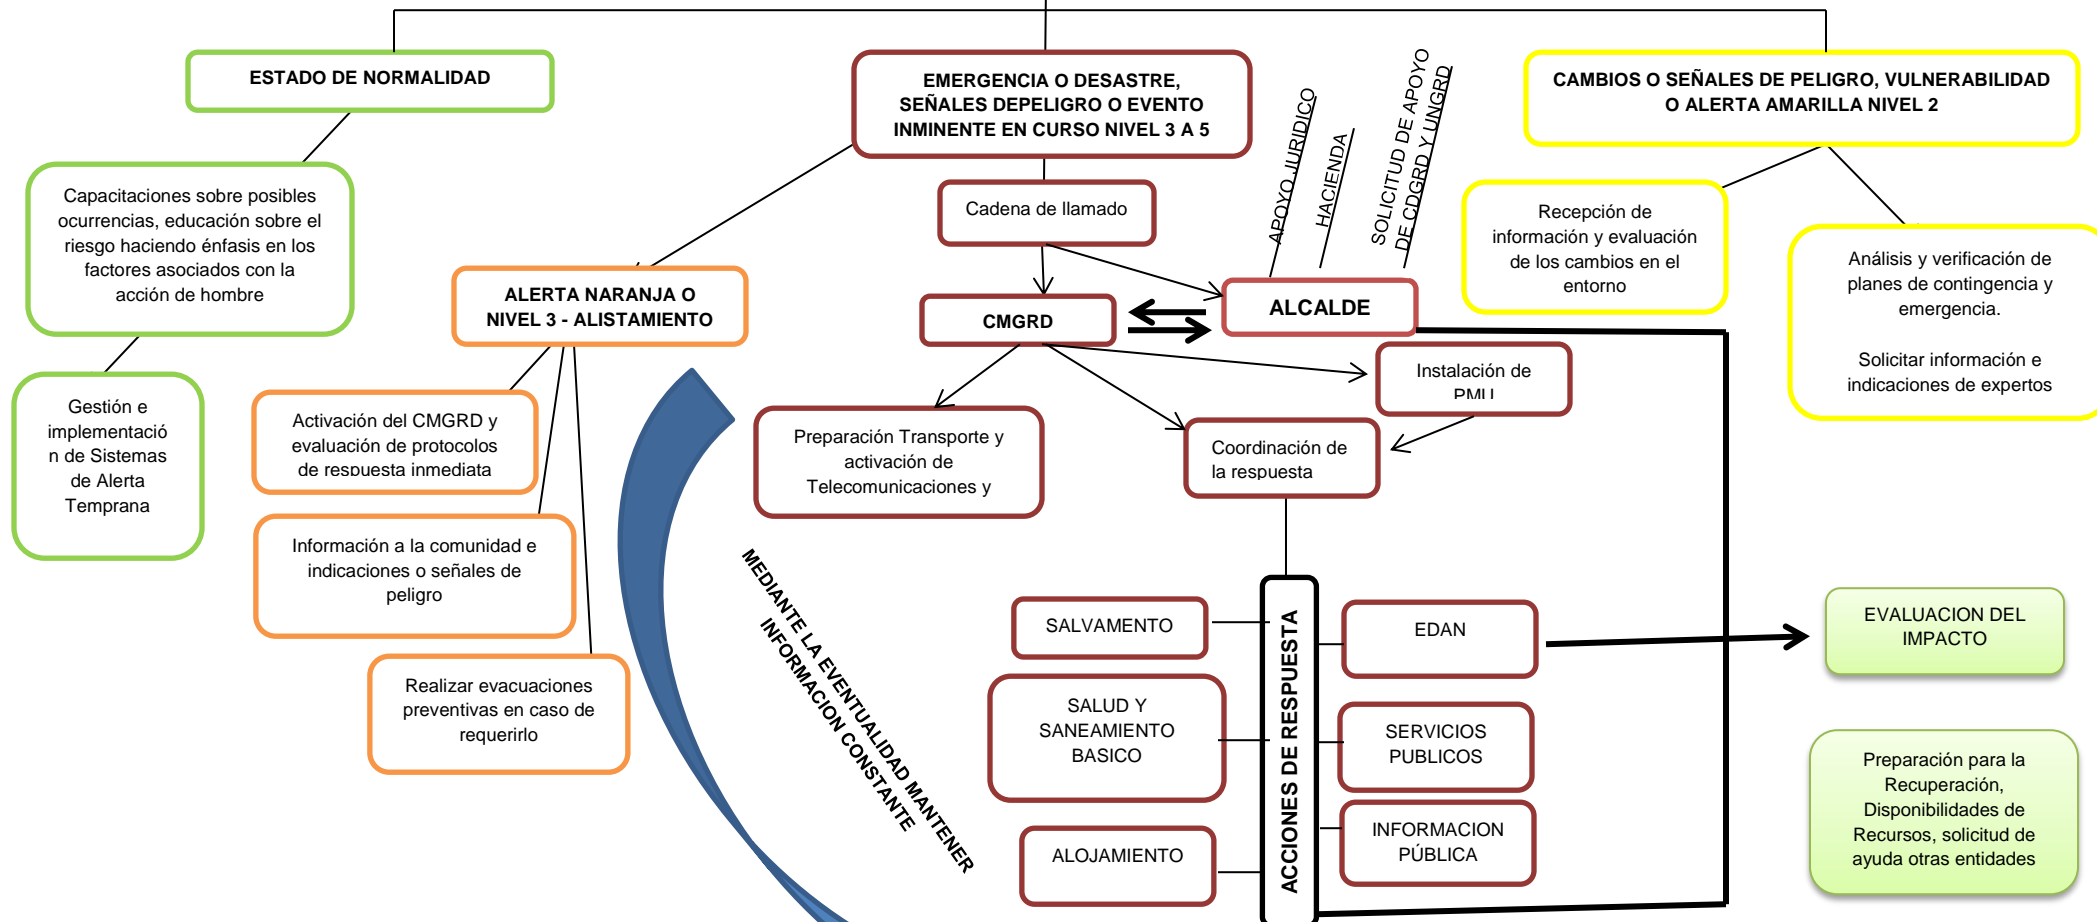 ESTADO DE NORMALIDAD
EMERGENCIA O DESASTRE,
SEÑALES DEPELIGRO O EVENTO
INMINENTE EN CURSO NIVEL 3 A 5
CAMBIOS O SEÑALES DE PELIGRO, VULNERABILIDAD
O ALERTA AMARILLA NIVEL 2
APOYO JURIDICO
HACIENDA
SOLICITUD DE APOYO
DE CDGRD Y UNGRD
Capacitaciones sobre posibles
ocurrencias, educación sobre el
riesgo haciendo énfasis en los
factores asociados con la
acción de hombre
Cadena de llamado
Recepción de
información y evaluación
de los cambios en el
entorno
Análisis y verificación de
planes de contingencia y
emergencia.
Solicitar información e
indicaciones de expertos
ALERTA NARANJA O
NIVEL 3 - ALISTAMIENTO
CMGRD
ALCALDE
Gestión e
implementació
n de Sistemas
de Alerta
Temprana
Activación del CMGRD y
evaluación de protocolos
de respuesta inmediata
Instalación de
PMU
Preparación Transporte y
activación de
Telecomunicaciones y
Coordinación de
la respuesta
Información a la comunidad e
indicaciones o señales de
peligro
Realizar evacuaciones
preventivas en caso de
requerirlo
MEDIANTE LA EVENTUALIDAD MANTENER
INFORMACION CONSTANTE
ACCIONES DE RESPUESTA
SALVAMENTO
SALUD Y
SANEAMIENTO
BASICO
ALOJAMIENTO
EDAN
SERVICIOS
PUBLICOS
INFORMACION
PÚBLICA
EVALUACION DEL
IMPACTO
Preparación para la
Recuperación,
Disponibilidades de
Recursos, solicitud de
ayuda otras entidades